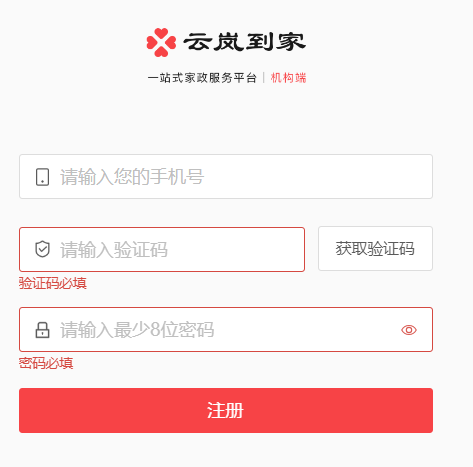 云岚到家
一站式家政服务平台 | 机构端
请输入您的手机号
请输入验证码
获取验证码
验证码必填
请输入最少8位密码
密码必填
注册